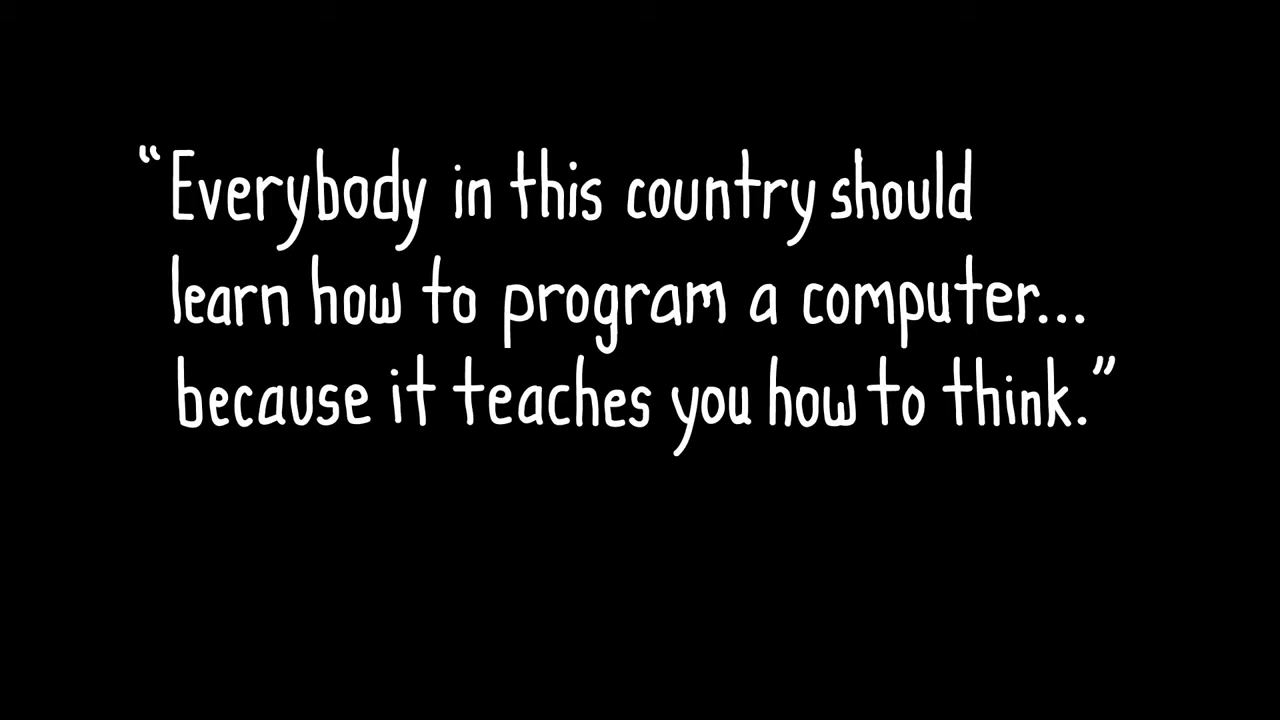 “Everybody in this country should
learn how to program a computer...
because it teaches you how to think.”